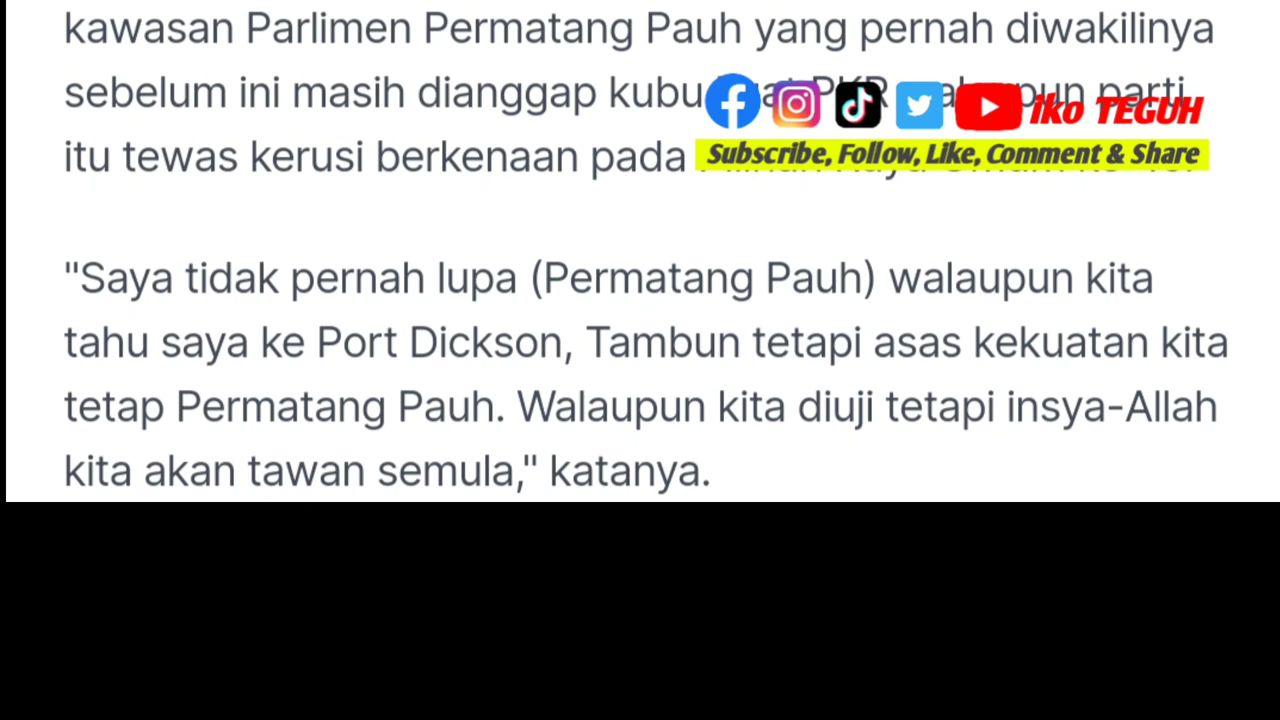 kawasan Parlimen Permatang Pauh yang pernah diwakilinya
sebelum ini masih dianggap kubu PKR parti
iko TEGUH
itu tewas kerusi berkenaan pada
Subscribe, Follow, Like, Comment & Share
"Saya tidak pernah lupa (Permatang Pauh) walaupun kita
tahu saya ke Port Dickson, Tambun tetapi asas kekuatan kita
tetap Permatang Pauh. Walaupun kita diuji tetapi insya-Allah
kita akan tawan semula," katanya.